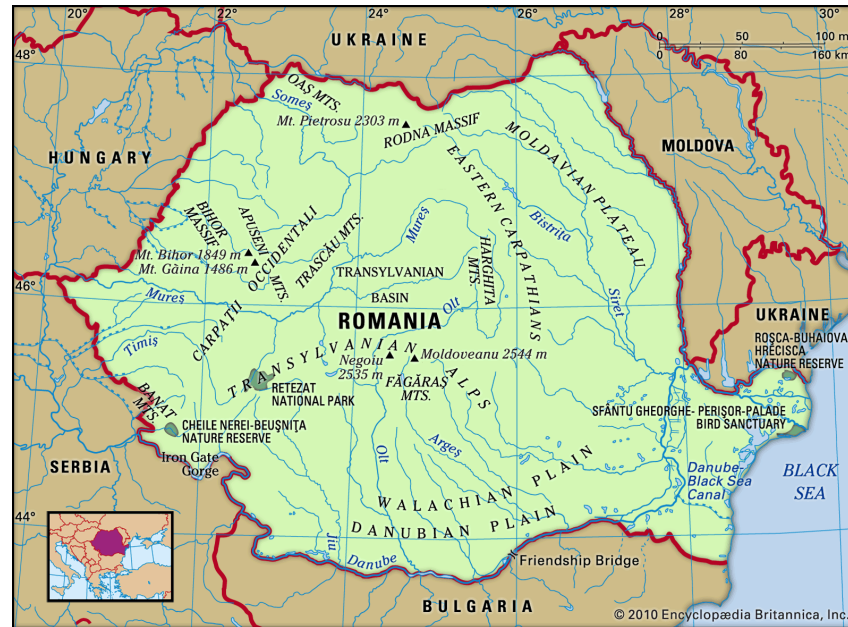 20°
22°
24°
26°
28°
30°
UKRAINE
0 50 100 mi
0 80 160 km
48°
OAŞ MTS.
Someş
Mt. Pietrosu 2303 m
RODNA MASSIF
MOLDAVIAN PLATEAU
MOLDOVA
HUNGARY
EASTERN CARPATHIANS
BIHOR
MASSIF
APUSENI
MTS.
CARPAȚII OCCIDENTALI
TRASCĂU MTS.
Mureş
Bistrița
Mt. Bihor 1849 m
Mt. Găina 1486 m
HARGHITA
MTS.
TRANSYLVANIAN
BASIN
46°
Mureş
Olt
Siret
UKRAINE
ROMANIA
ROŞCA-BUHAIOVA
HRECISCA
NATURE RESERVE
Timiş
TRANSYLVANIAN ALPS
Negoiu
2535 m
Moldoveanu 2544 m
FĂGĂRAŞ
MTS.
RETEZAT
NATIONAL PARK
BANAT
MTS.
SFÂNTU GHEORGHE- PERIŞOR-PALADE
BIRD SANCTUARY
CHEILE NEREI-BEUŞNIȚA
NATURE RESERVE
Olt
Argeş
SERBIA
Iron Gate
Gorge
Danube-
Black Sea
Canal
BLACK
SEA
WALACHIAN PLAIN
44°
DANUBIAN PLAIN
Jiu
Danube
Friendship Bridge
BULGARIA
© 2010 Encyclopædia Britannica, Inc.